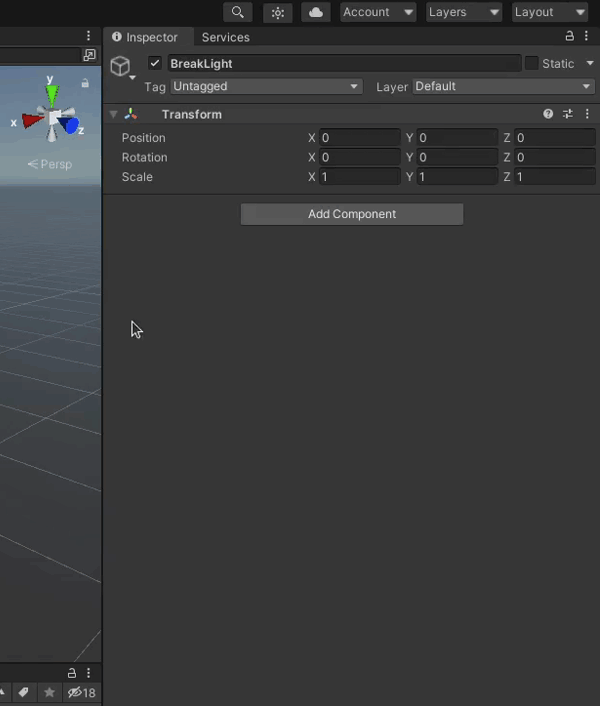 Account Layers Layout
Inspector Services
BreakLight Static
Tag Untagged Layer Default
y
x
z
Persp
Transform
Position X 0 Y 0 Z 0
Rotation X 0 Y 0 Z 0
Scale X 1 Y 1 Z 1
Add Component
18